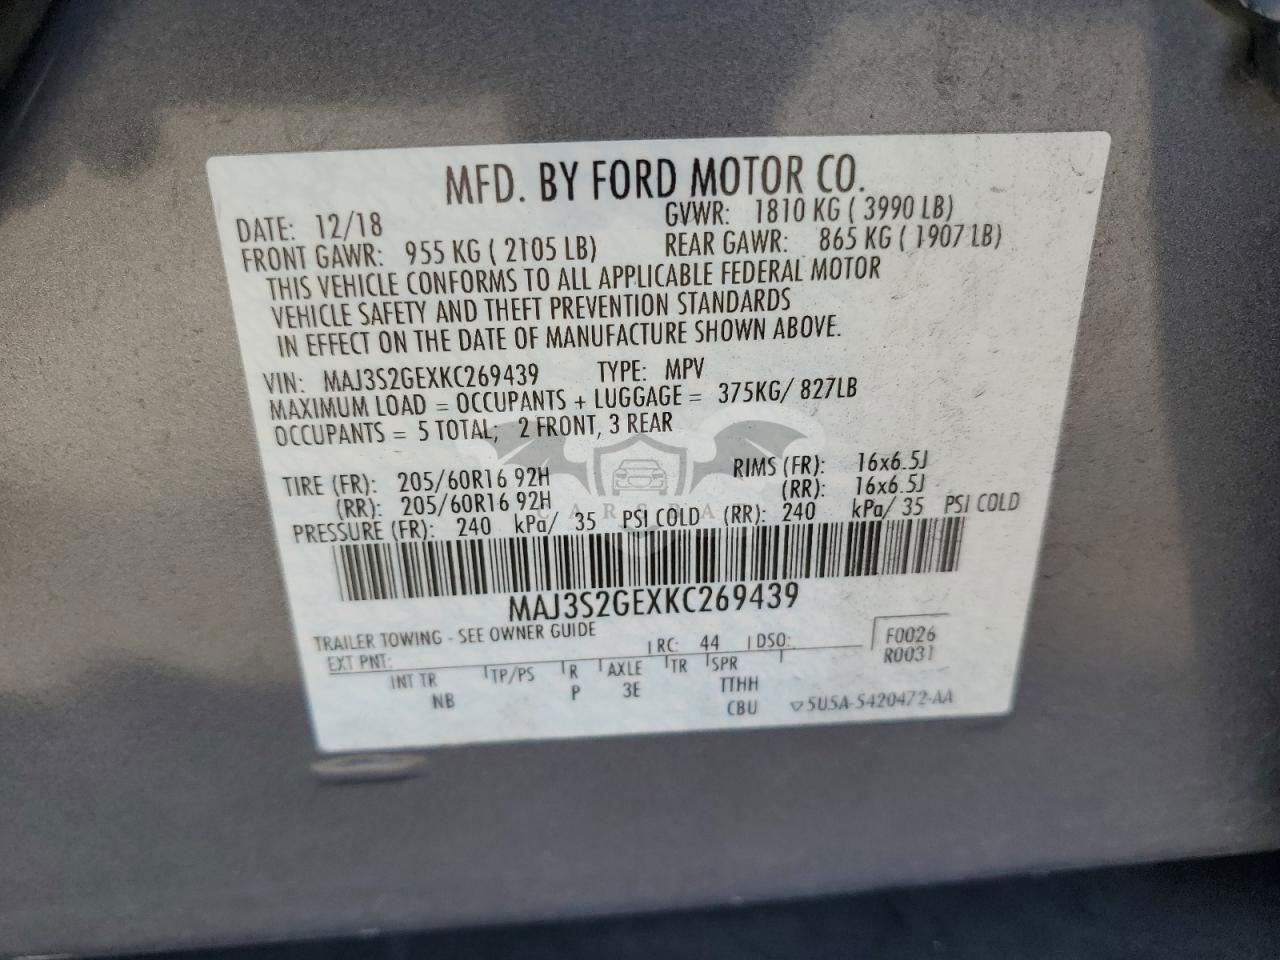 MFD. BY FORD MOTOR CO.
DATE: 12/18 GVWR: 1810 KG ( 3990 LB)
FRONT GAWR: 955 KG ( 2105 LB) REAR GAWR: 865 KG ( 1907 LB)
THIS VEHICLE CONFORMS TO ALL APPLICABLE FEDERAL MOTOR
VEHICLE SAFETY AND THEFT PREVENTION STANDARDS
IN EFFECT ON THE DATE OF MANUFACTURE SHOWN ABOVE.
VIN: MAJ3S2GEXKC269439 TYPE: MPV
MAXIMUM LOAD = OCCUPANTS + LUGGAGE = 375KG/ 827LB
OCCUPANTS = 5 TOTAL; 2 FRONT, 3 REAR
TIRE (FR): 205/60R16 92H RIMS (FR): 16x6.5J
(RR): 205/60R16 92H (RR): 16x6.5J
PRESSURE (FR): 240 kPa/ 35 PSI COLD (RR): 240 kPa/ 35 PSI COLD
MAJ3S2GEXKC269439
TRAILER TOWING - SEE OWNER GUIDE
EXT PNT: RC: 44 DSO: F0026
R0031
INT TR TP/PS R AXLE TR SPR
NB P 3E TTHH
CBU 5U5A-5420472-AA